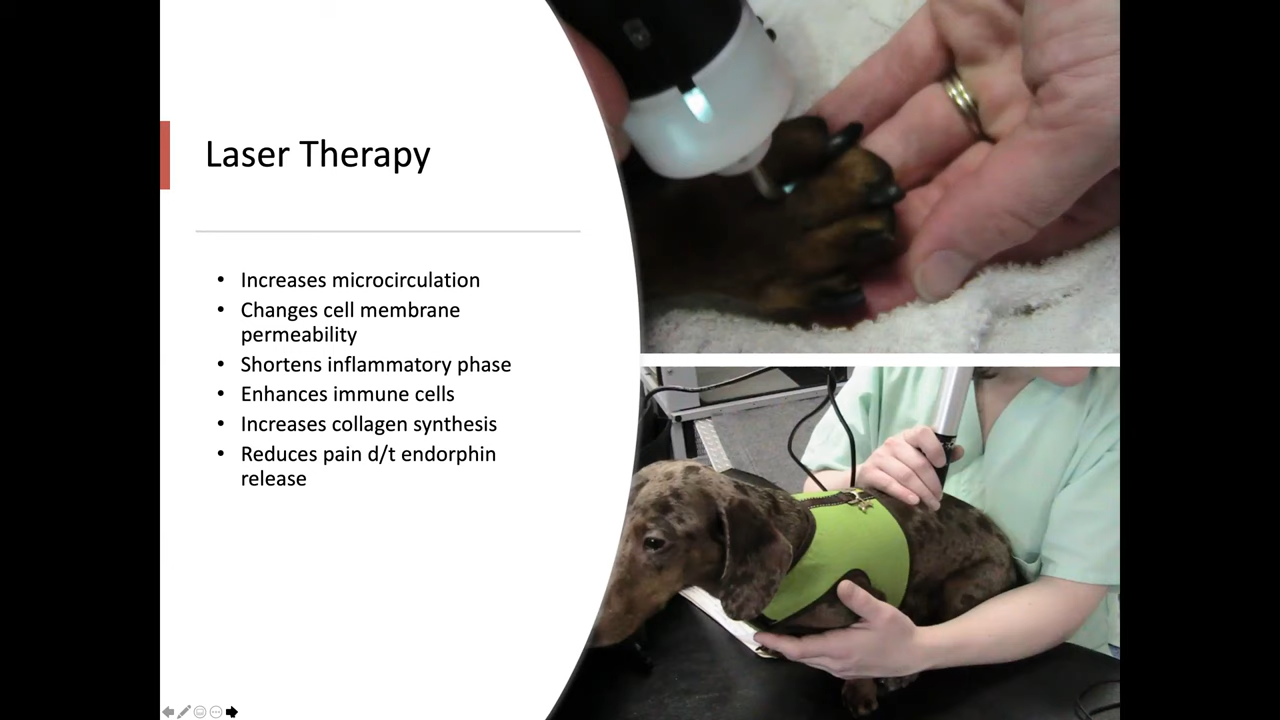 Laser Therapy
• Increases microcirculation
• Changes cell membrane
permeability
• Shortens inflammatory phase
• Enhances immune cells
• Increases collagen synthesis
• Reduces pain d/t endorphin
release